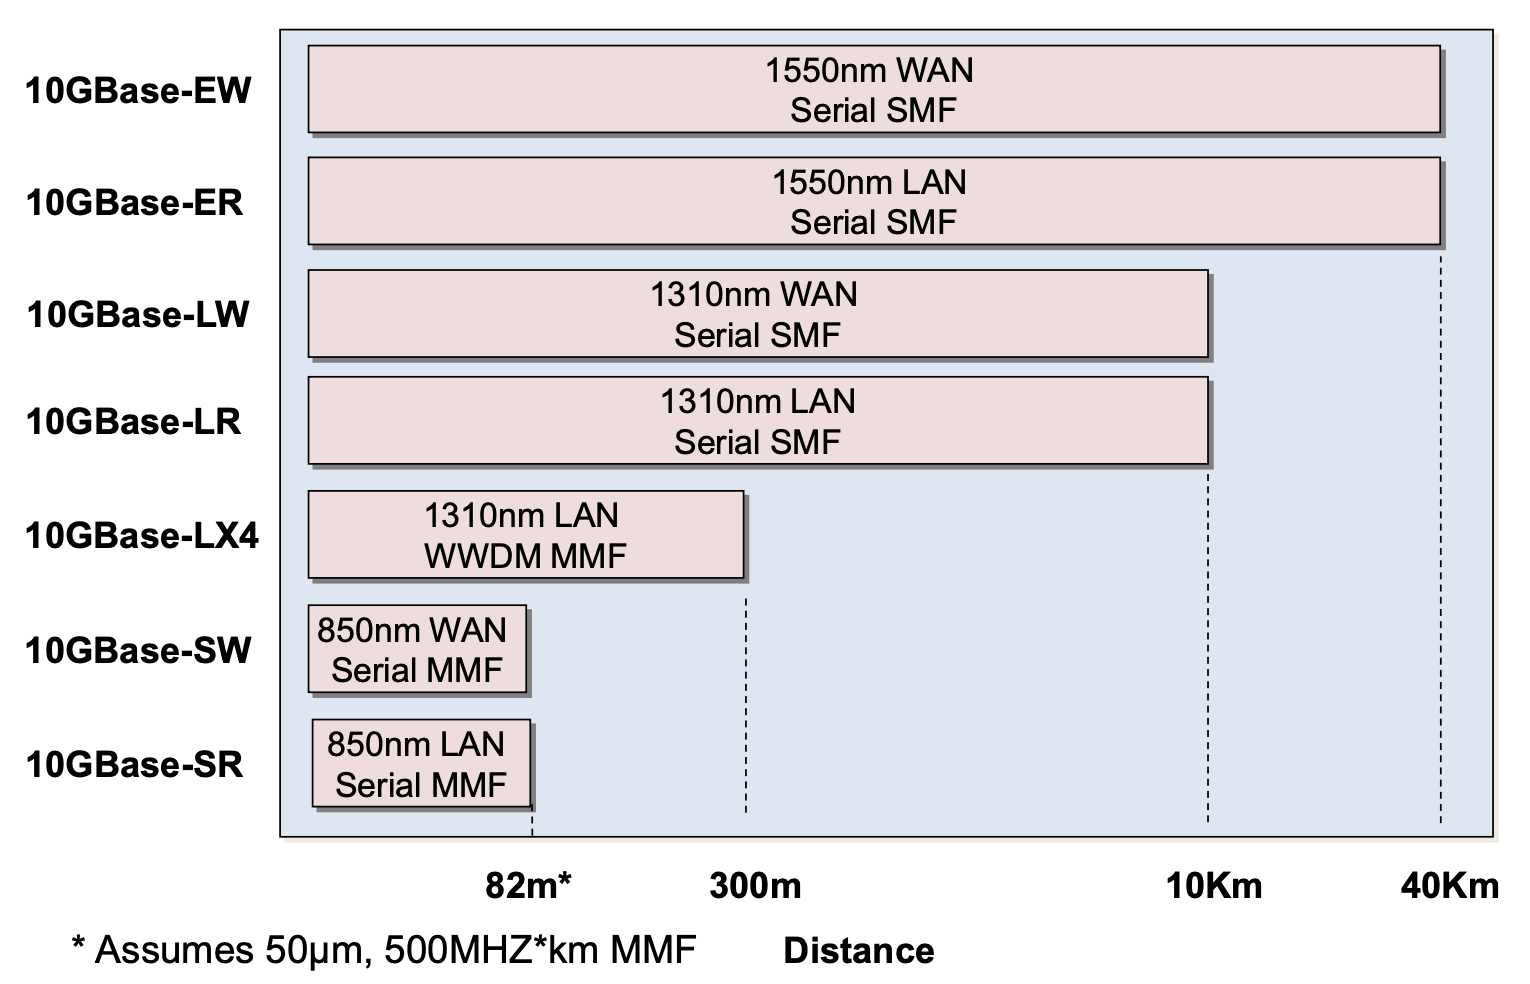 10GBase-EW
1550nm WAN
Serial SMF
10GBase-ER
1550nm LAN
Serial SMF
10GBase-LW
1310nm WAN
Serial SMF
10GBase-LR
1310nm LAN
Serial SMF
10GBase-LX4
1310nm LAN
WWDM MMF
10GBase-SW
850nm WAN
Serial MMF
10GBase-SR
850nm LAN
Serial MMF
82m* 300m 10Km 40Km
* Assumes 50µm, 500MHZ*km MMF
Distance